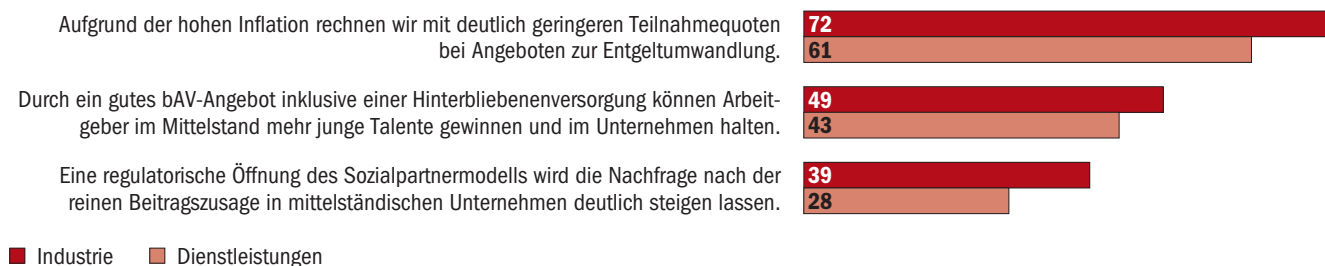 Aufgrund der hohen Inflation rechnen wir mit deutlich geringeren Teilnahmequoten
bei Angeboten zur Entgeltumwandlung.
72
61
Durch ein gutes bAV-Angebot inklusive einer Hinterbliebenenversorgung können Arbeit-
geber im Mittelstand mehr junge Talente gewinnen und im Unternehmen halten.
49
43
Eine regulatorische Öffnung des Sozialpartnermodells wird die Nachfrage nach der
reinen Beitragszusage in mittelständischen Unternehmen deutlich steigen lassen.
39
28
Industrie Dienstleistungen